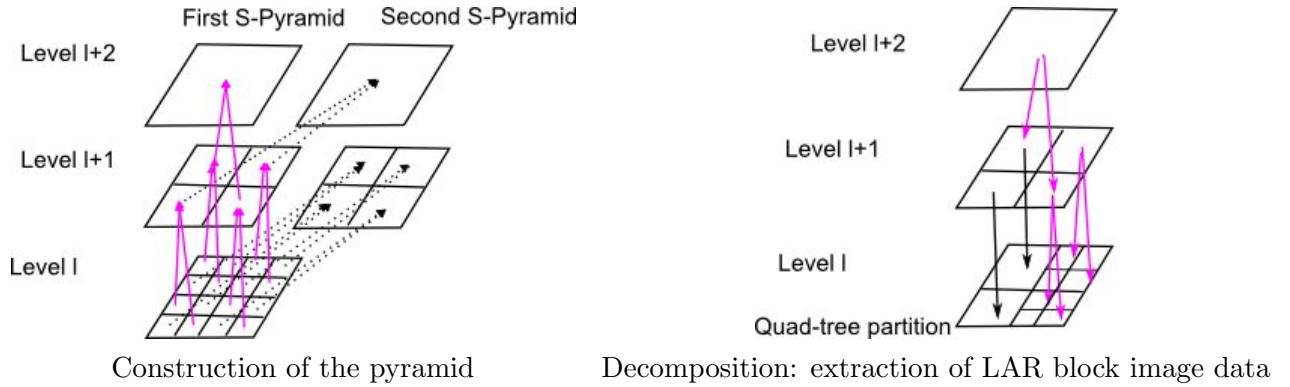 First S-Pyramid
Second S-Pyramid
Level l+2
Level l+1
Level l
Construction of the pyramid
Level l+2
Level l+1
Level l
Quad-tree partition
Decomposition: extraction of LAR block image data